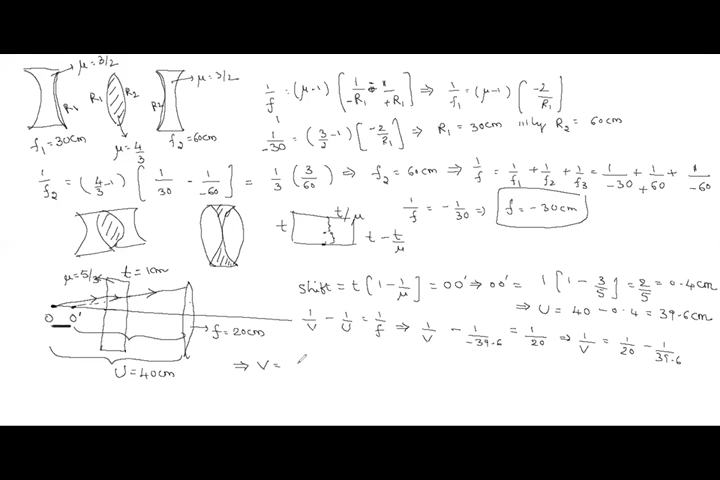 μ=3/2
μ=3/2
R1 R1 R2 R2
f1=30cm μ=4/3 f2=60cm
1/f = (μ-1) [1/-R1 - 1/+R1] ⇒ 1/f1 = (μ-1) [-2/R1]
1/-30 = (3/2-1) [-2/R1] ⇒ R1=30cm lllly R2= 60cm
1/f2 = (4/3-1) [1/30 - 1/-60] = 1/3 (3/60) ⇒ f2=60cm ⇒ 1/f = 1/f1 + 1/f2 + 1/f3 = 1/-30 + 1/+60 + 1/-60
1/f = -1/30 ⇒ f=-30cm
t t/μ t - t/μ
μ=5/3 t=1cm
O O' f=20cm
U=40cm
shift = t[1-1/μ] = OO' ⇒ OO' = 1[1-3/5] = 2/5 = 0.4cm
⇒ U= 40 - 0.4 = 39.6cm
1/V - 1/U = 1/f ⇒ 1/V - 1/-39.6 = 1/20 ⇒ 1/V = 1/20 - 1/39.6
⇒ V=